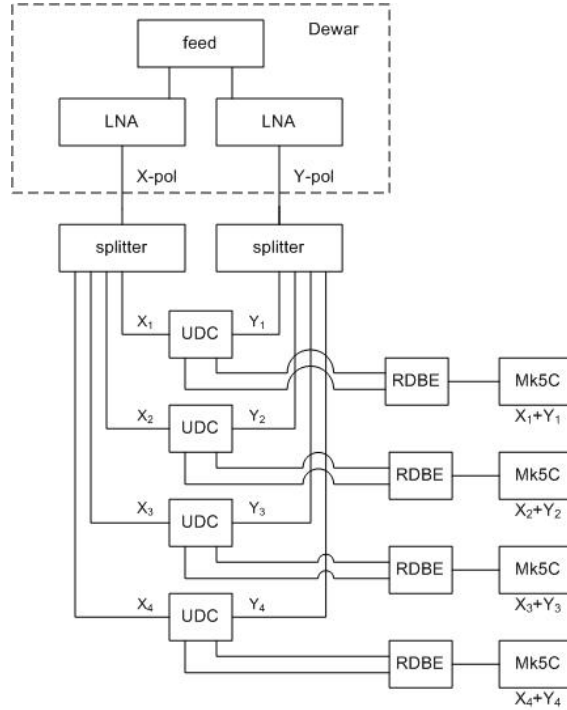 Dewar
feed
LNA LNA
X-pol Y-pol
splitter splitter
X₁ UDC Y₁
RDBE Mk5C
X₁+Y₁
X₂ UDC Y₂
RDBE Mk5C
X₂+Y₂
X₃ UDC Y₃
RDBE Mk5C
X₃+Y₃
X₄ UDC Y₄
RDBE Mk5C
X₄+Y₄